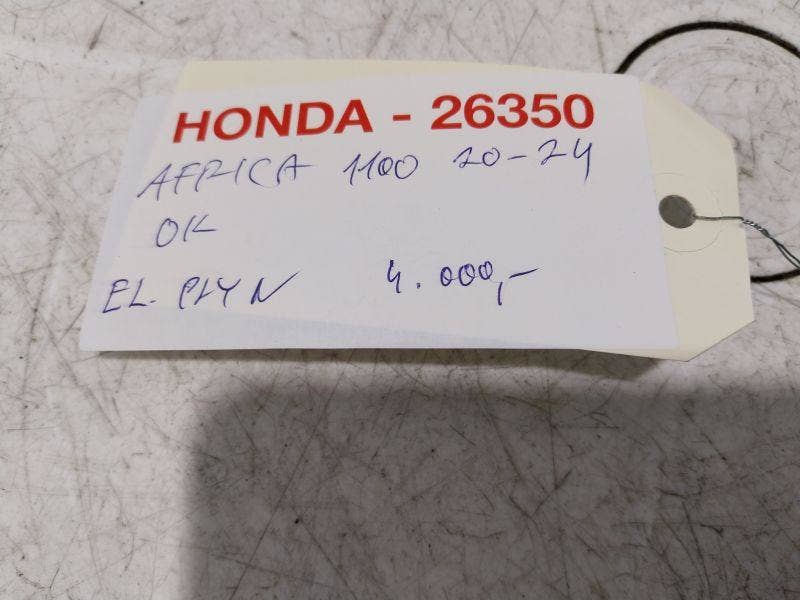 HONDA - 26350
AFRICA 1100 20-24
OK
EL. PLYN 4.000,-